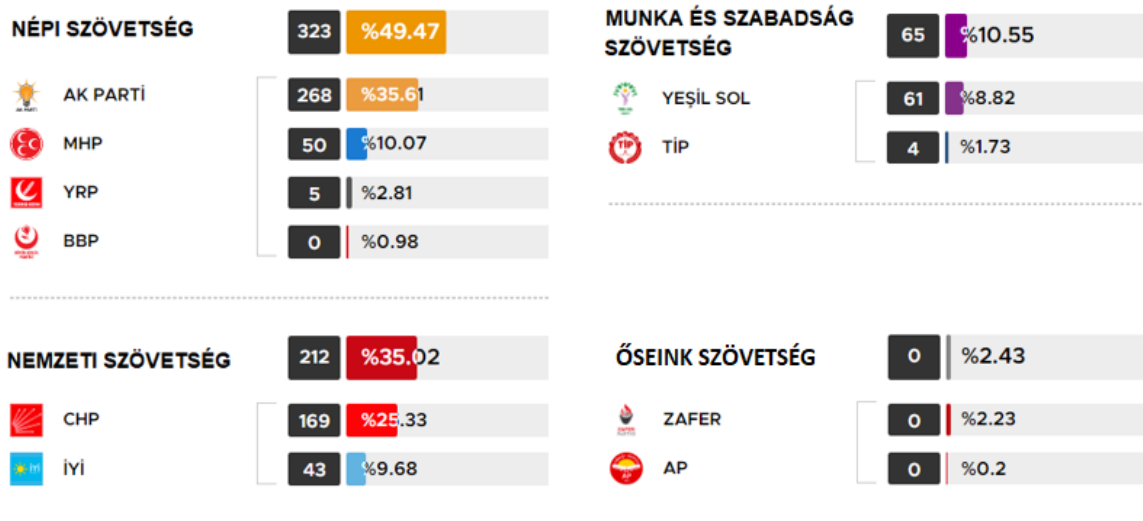 NÉPI SZÖVETSÉG 323 %49.47
AK PARTİ 268 %35.61
MHP 50 %10.07
YRP 5 %2.81
BBP 0 %0.98
NEMZETI SZÖVETSÉG 212 %35.02
CHP 169 %25.33
İYİ 43 %9.68
MUNKA ÉS SZABADSÁG
SZÖVETSÉG 65 %10.55
YEŞİL SOL 61 %8.82
TİP 4 %1.73
ŐSEINK SZÖVETSÉG 0 %2.43
ZAFER 0 %2.23
AP 0 %0.2